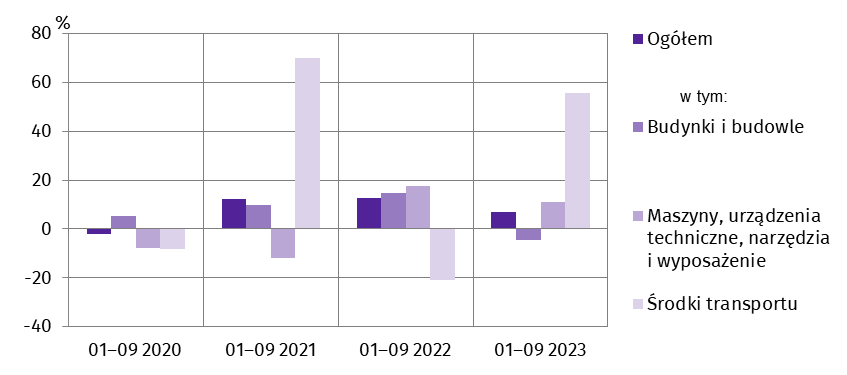 %
80
60
40
20
0
-20
-40
01–09 2020
01–09 2021
01–09 2022
01–09 2023
Ogółem
w tym:
Budynki i budowle
Maszyny, urządzenia
techniczne, narzędzia
i wyposażenie
Środki transportu